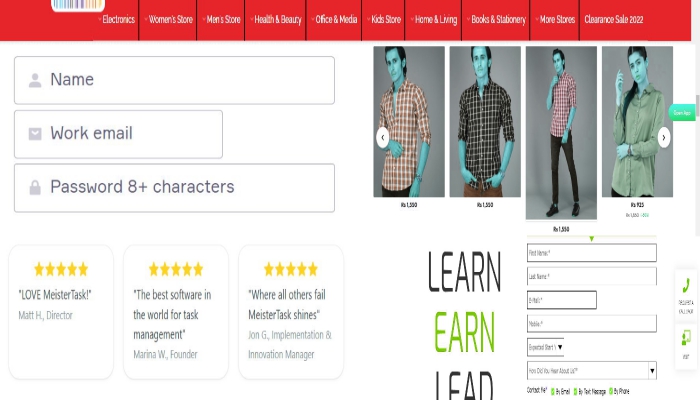 Electronics
Women's Store
Men's Store
Health & Beauty
Office & Media
Kids Store
Home & Living
Books & Stationery
More Stores
Clearance Sale 2022
Name
Work email
Password 8+ characters
Rs 1,550
Rs 1,550
Rs 1,550
Rs 925
"LOVE MeisterTask!"
Matt H., Director
"The best software in
the world for task
management"
Marina W., Founder
"Where all others fail
MeisterTask shines"
Jon G., Implementation &
Innovation Manager
LEARN
EARN
LEAD
First Name:*
Last Name:*
E-Mail:*
Mobile:*
How Did You Hear About Us?*
Contact Me*
By Email
By Text Message
By Phone